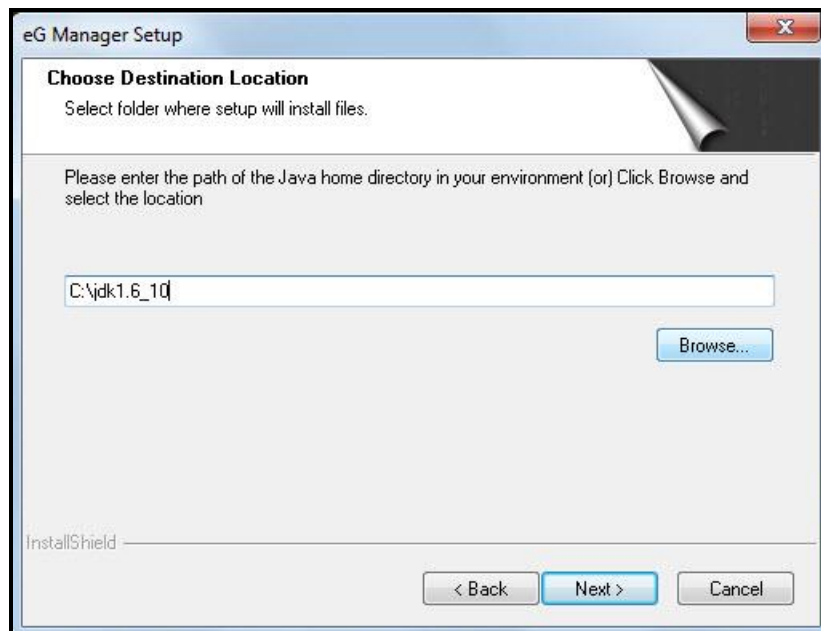 eG Manager Setup
Choose Destination Location
Select folder where setup will install files.
Please enter the path of the Java home directory in your environment (or) Click Browse and
select the location
C:\jdk1.6_10
Browse...
InstallShield
< Back Next > Cancel